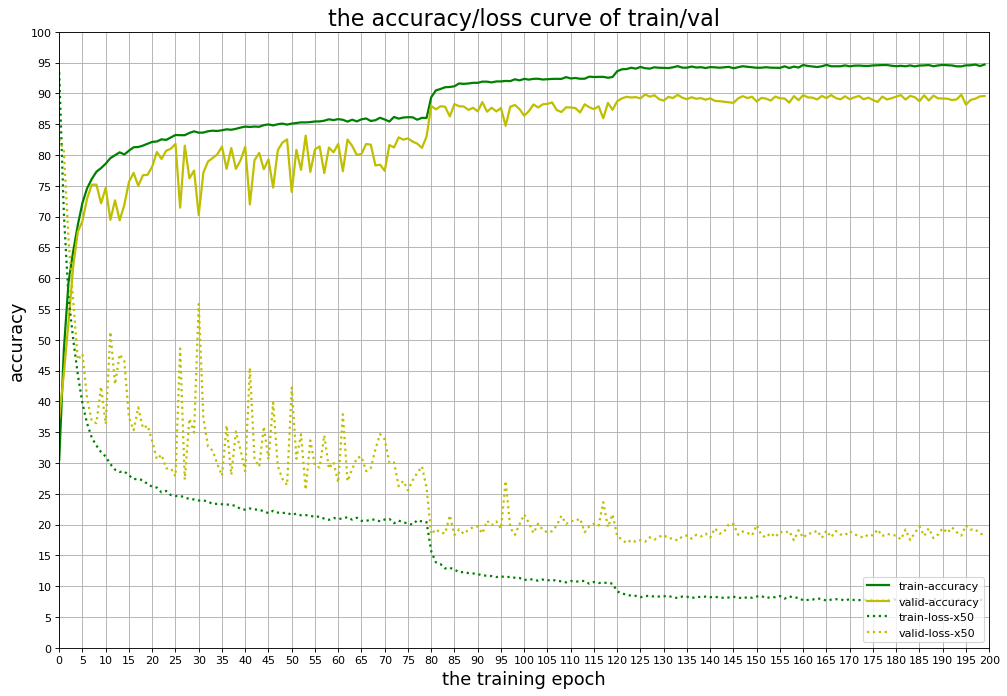 the accuracy/loss curve of train/val
100
95
90
85
80
75
70
65
60
55
50
45
40
35
30
25
20
15
10
5
0
accuracy
train-accuracy
valid-accuracy
train-loss-x50
valid-loss-x50
0 5 10 15 20 25 30 35 40 45 50 55 60 65 70 75 80 85 90 95 100 105 110 115 120 125 130 135 140 145 150 155 160 165 170 175 180 185 190 195 200
the training epoch